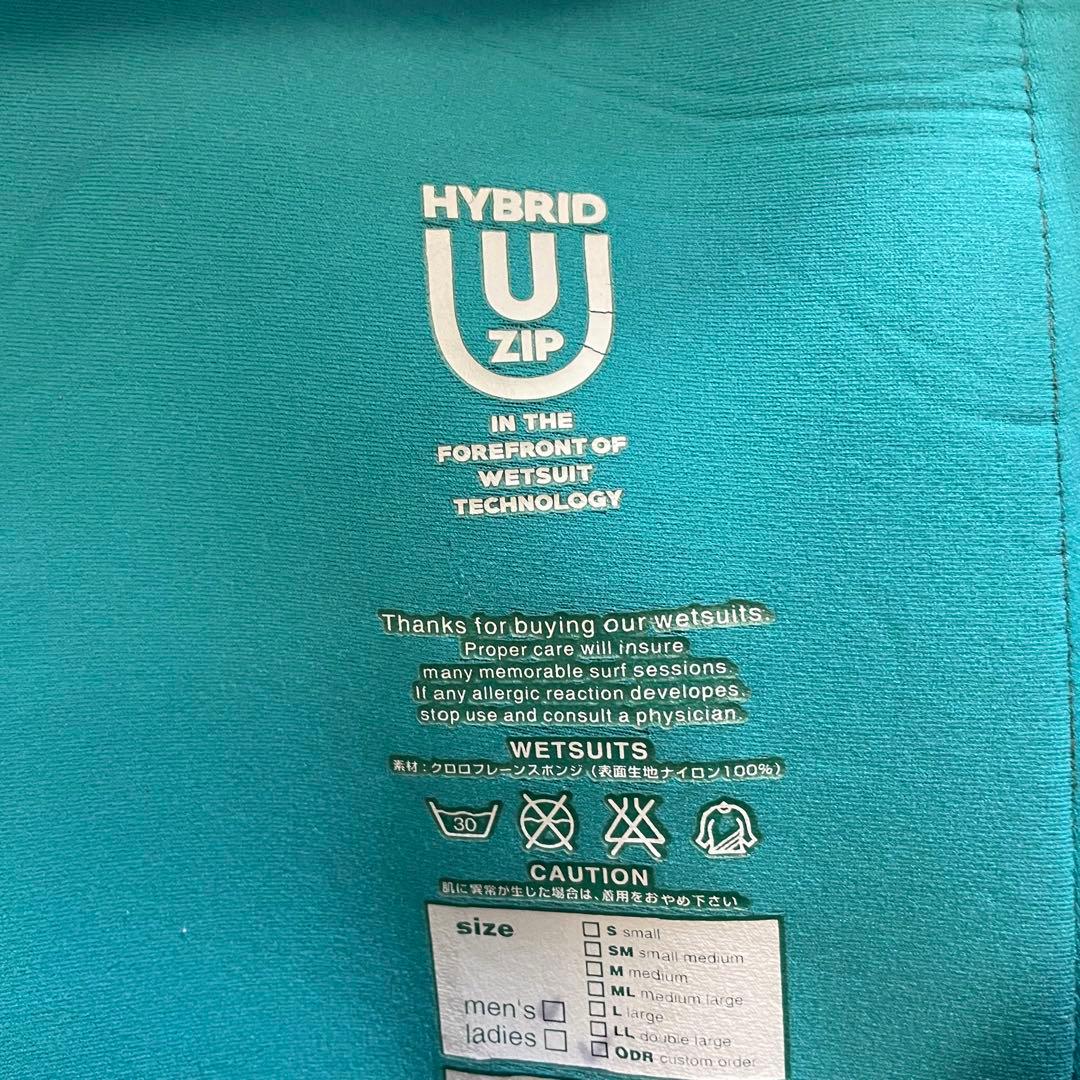 HYBRID
U
ZIP
IN THE
FOREFRONT OF
WETSUIT
TECHNOLOGY
Thanks for buying our wetsuits.
Proper care will insure
many memorable surf sessions.
If any allergic reaction developes,
stop use and consult a physician.
WETSUITS
素材：クロロフレーンスポンジ（表面生地ナイロン100%）
30
CAUTION
肌に異常が生じた場合は、着用をおやめ下さい
size
men's
ladies
S small
SM small medium
M medium
ML medium large
L large
LL double large
ODR custom order